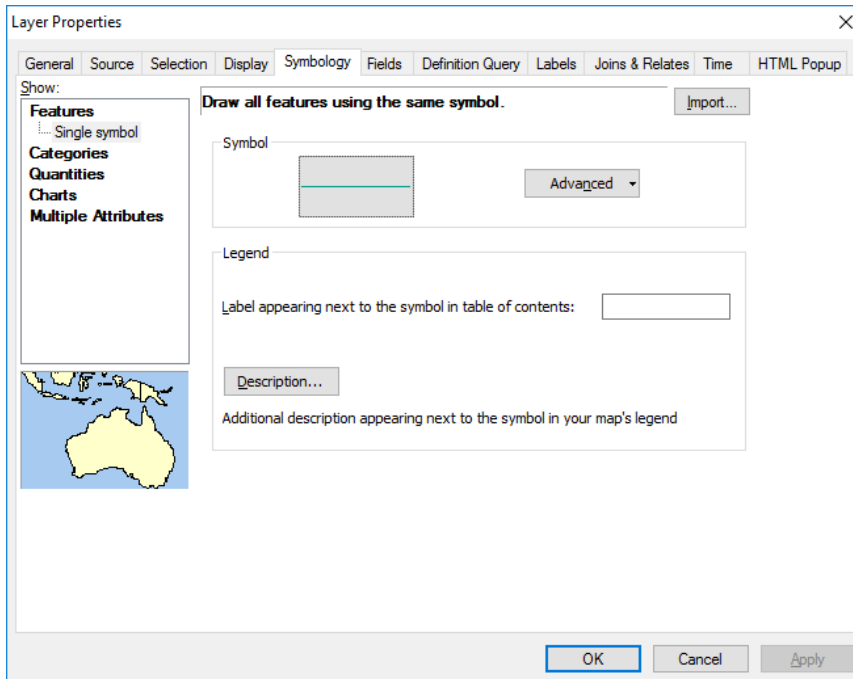 Layer Properties
General Source Selection Display Symbology Fields Definition Query Labels Joins & Relates Time HTML Popup
Show:
Features
Single symbol
Categories
Quantities
Charts
Multiple Attributes
Draw all features using the same symbol.
Import...
Symbol
Advanced
Legend
Label appearing next to the symbol in table of contents:
Description...
Additional description appearing next to the symbol in your map's legend
OK Cancel Apply